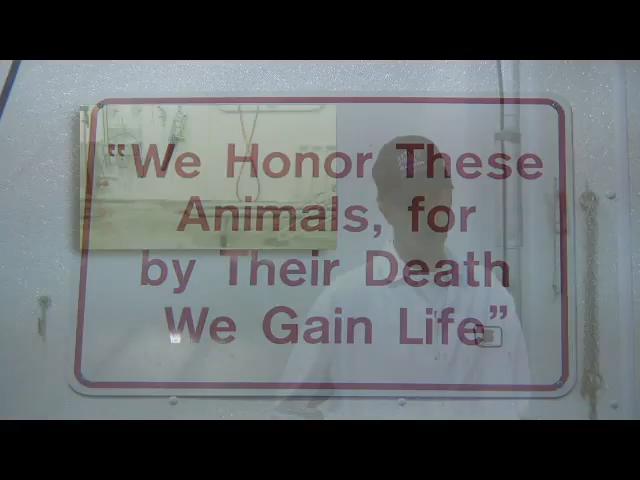 "We Honor These
Animals, for
by Their Death
We Gain Life"